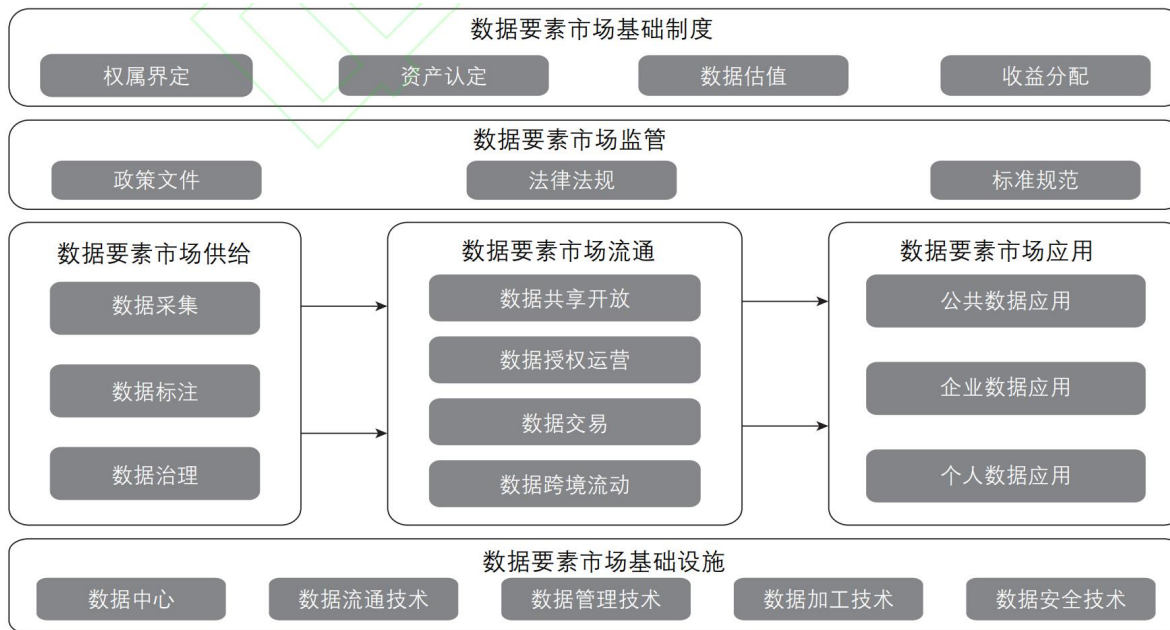 数据要素市场基础制度
权属界定
资产认定
数据估值
收益分配
数据要素市场监管
政策文件
法律法规
标准规范
数据要素市场供给
数据采集
数据标注
数据治理
数据要素市场流通
数据共享开放
数据授权运营
数据交易
数据跨境流动
数据要素市场应用
公共数据应用
企业数据应用
个人数据应用
数据要素市场基础设施
数据中心
数据流通技术
数据管理技术
数据加工技术
数据安全技术